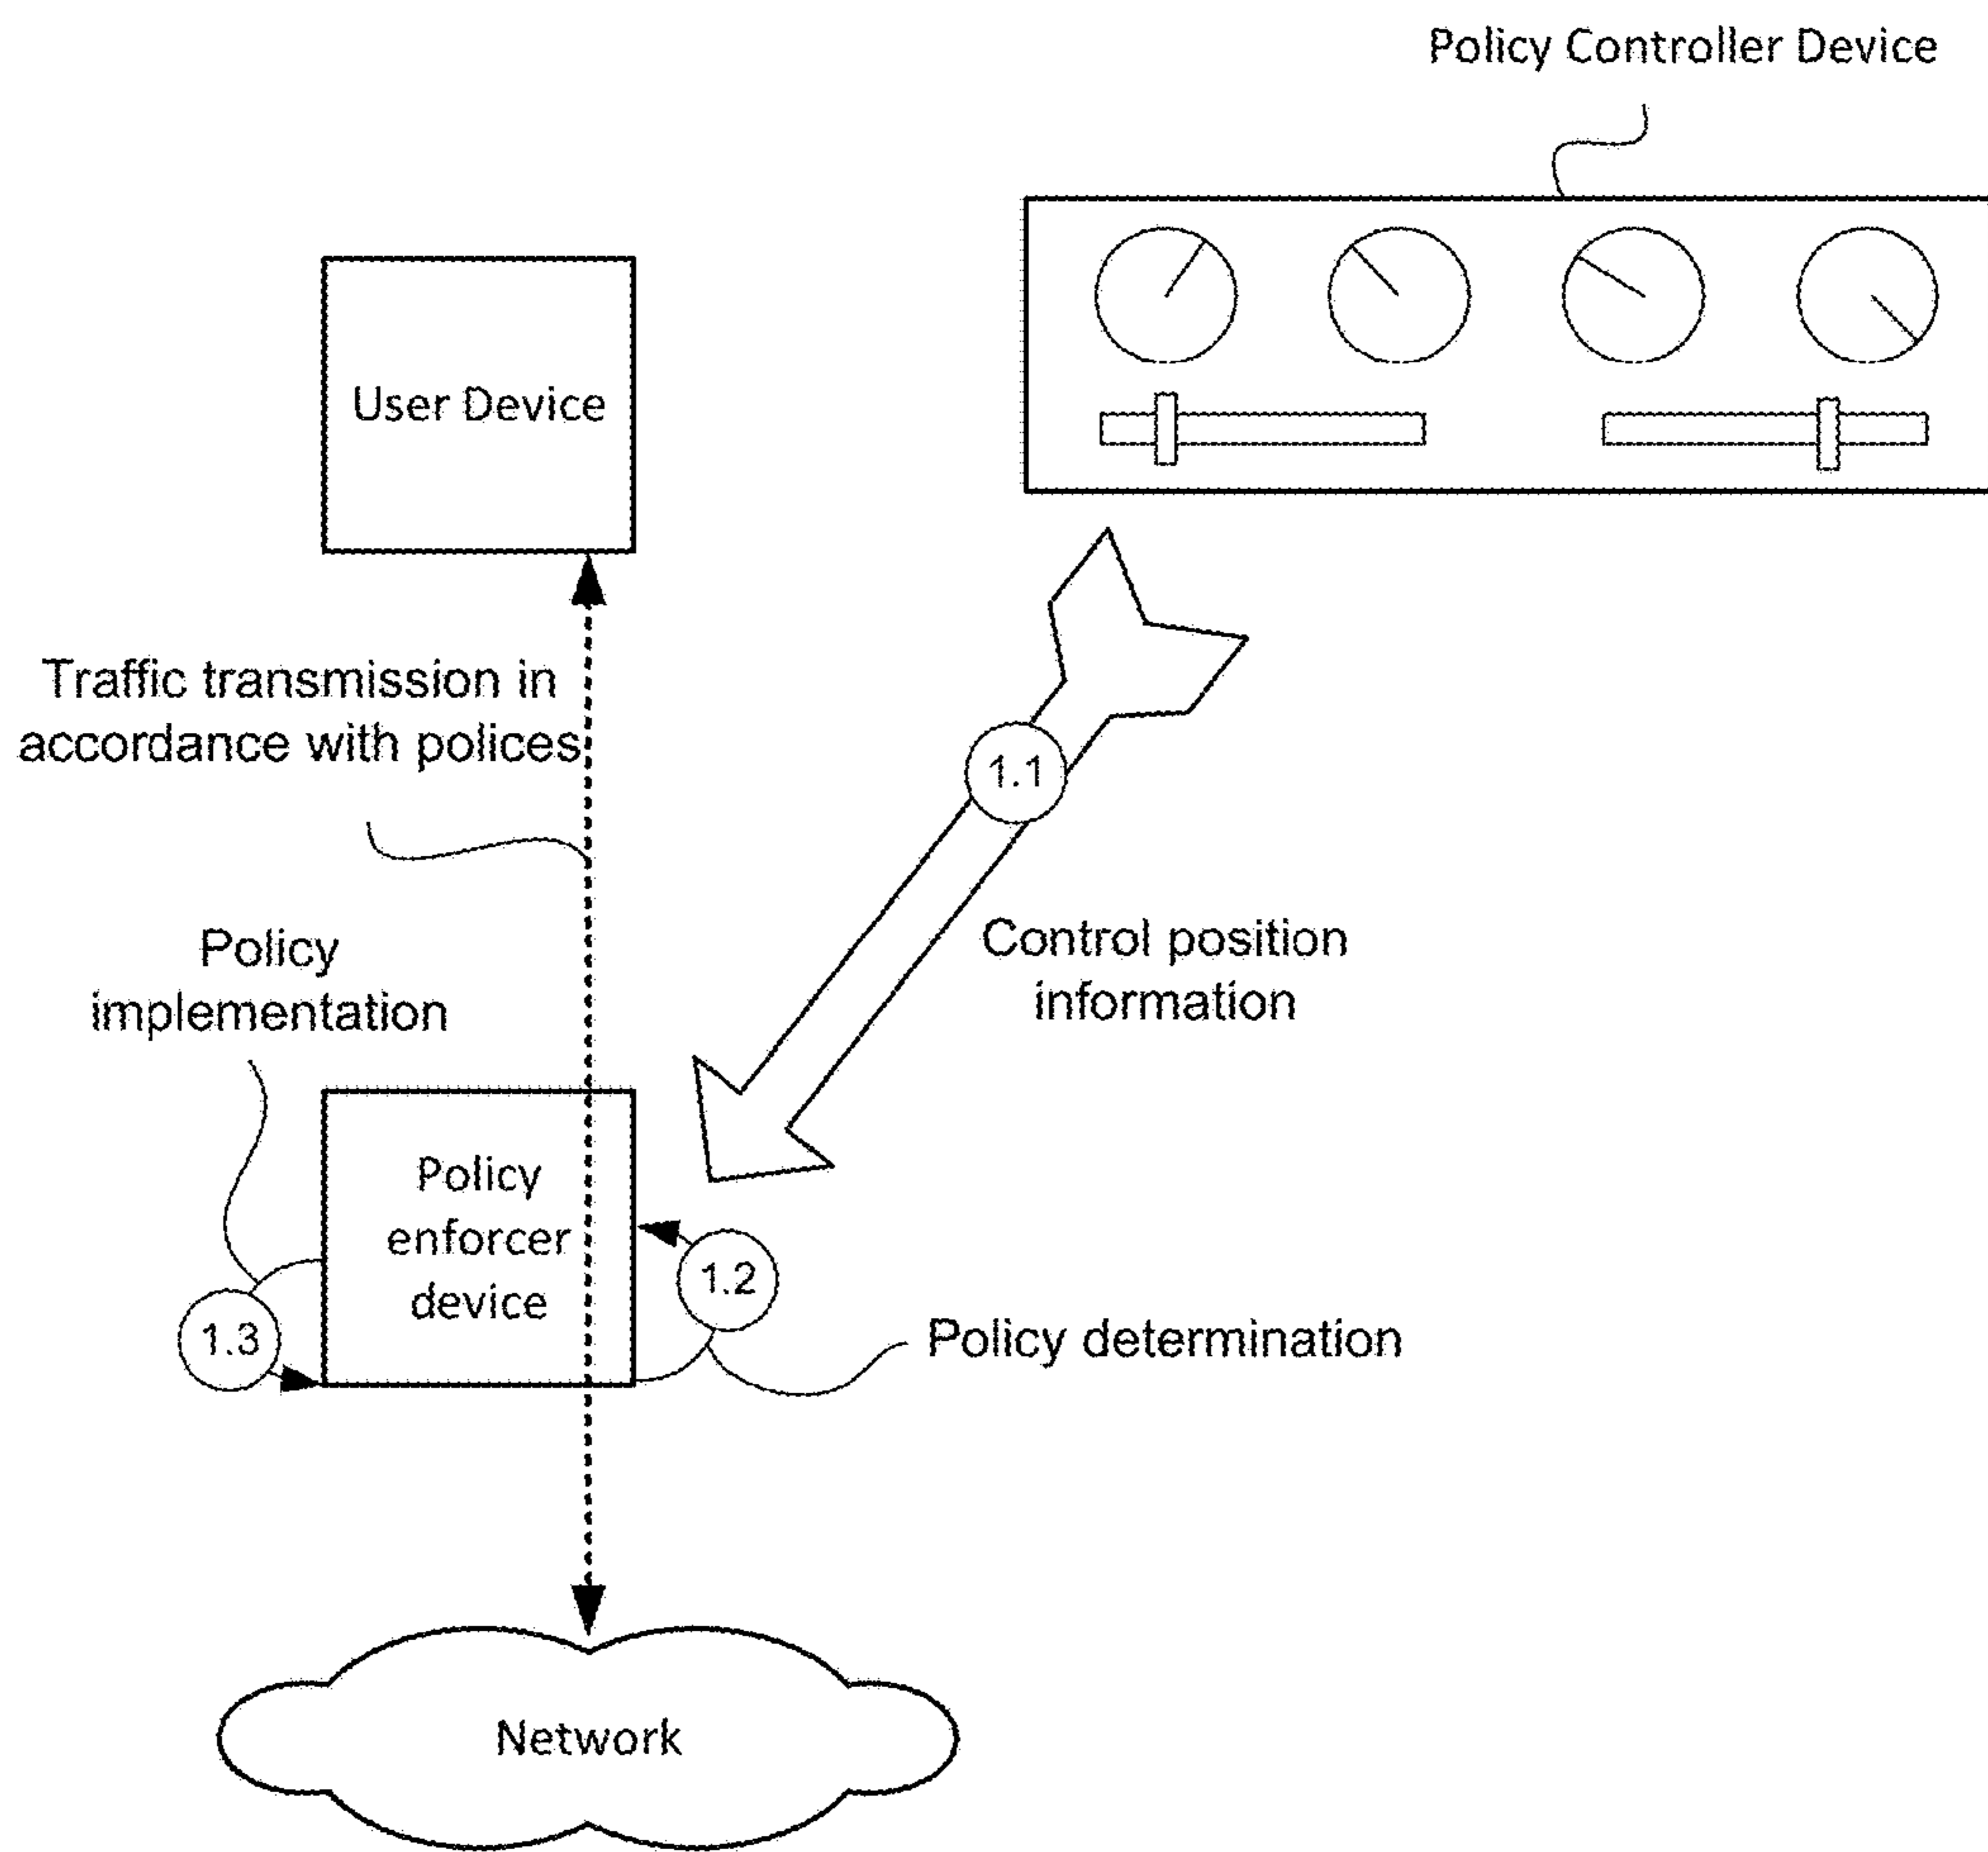 Policy Controller Device
User Device
Traffic transmission in
accordance with polices
1.1
Control position
information
Policy
implementation
Policy
enforcer
device
1.2
1.3
Policy determination
Network